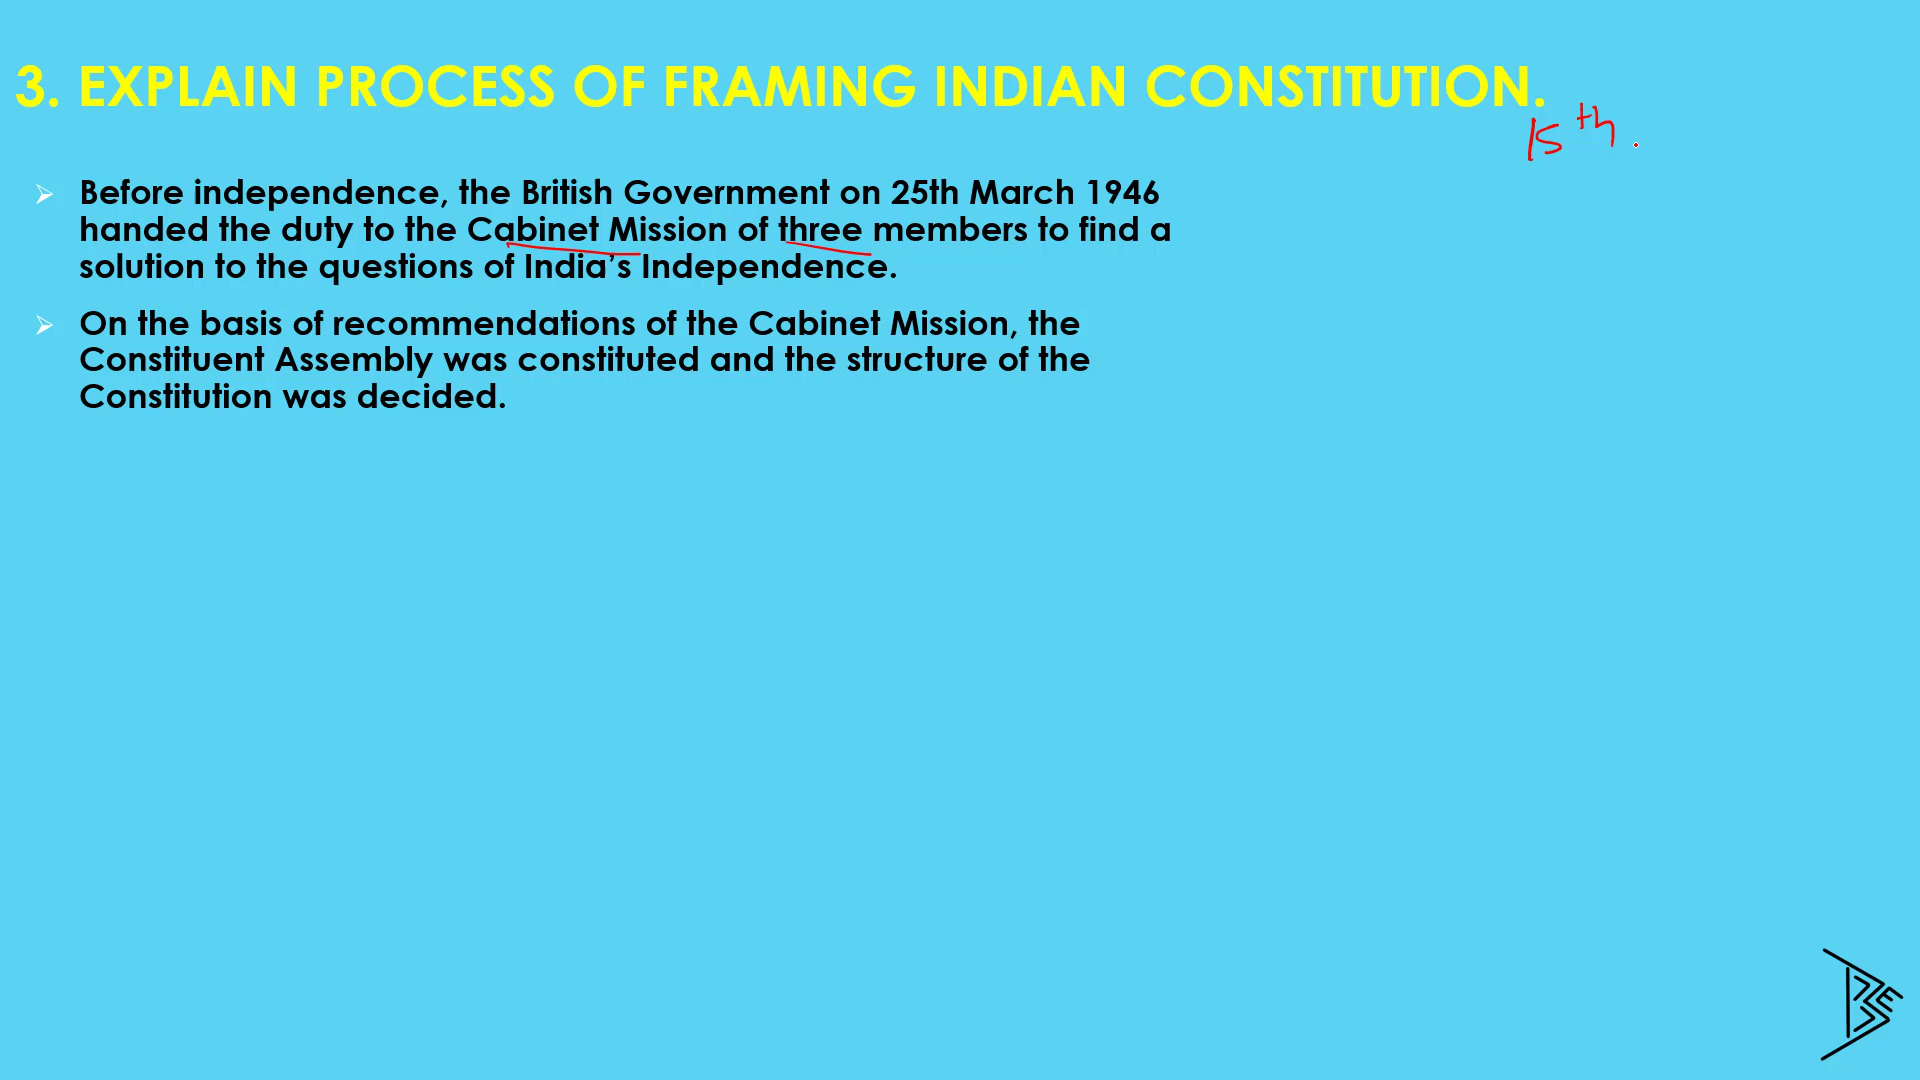 3. EXPLAIN PROCESS OF FRAMING INDIAN CONSTITUTION.
15th
Before independence, the British Government on 25th March 1946
handed the duty to the Cabinet Mission of three members to find a
solution to the questions of India’s Independence.
On the basis of recommendations of the Cabinet Mission, the
Constituent Assembly was constituted and the structure of the
Constitution was decided.